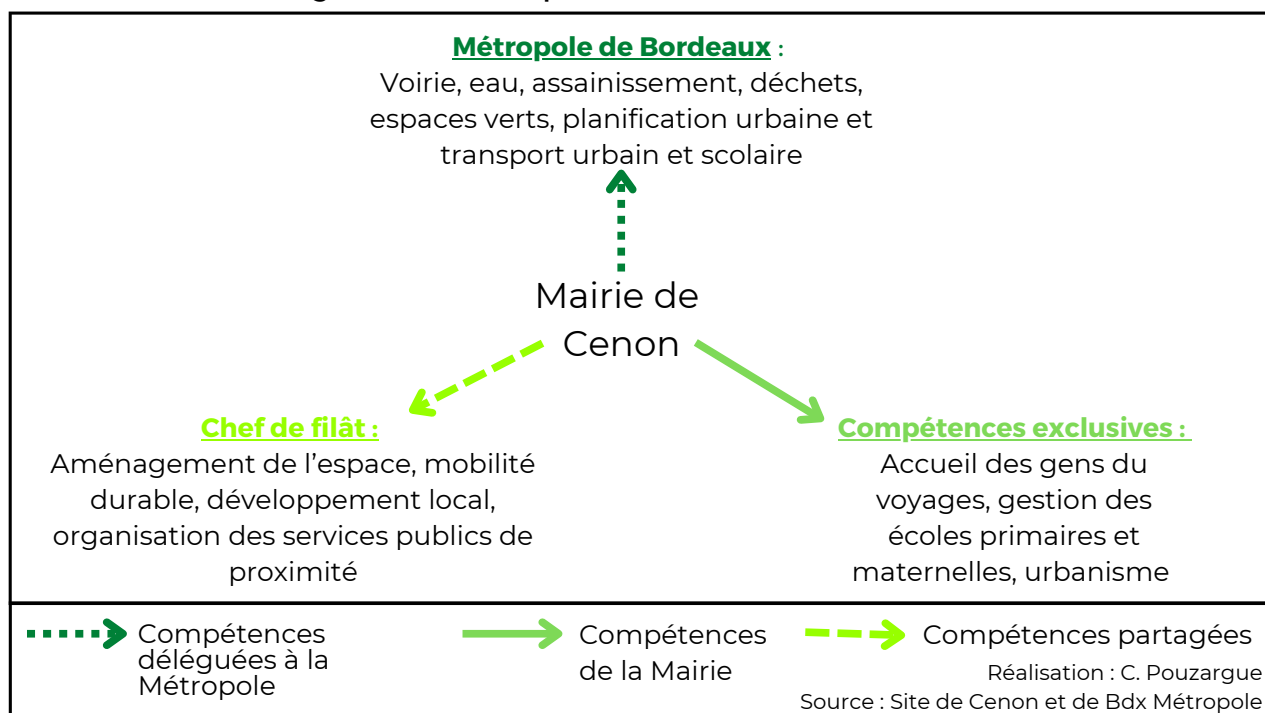 Métropole de Bordeaux :
Voirie, eau, assainissement, déchets,
espaces verts, planification urbaine et
transport urbain et scolaire
Mairie de
Cenon
Chef de filât :
Aménagement de l'espace, mobilité
durable, développement local,
organisation des services publics de
proximité
Compétences exclusives :
Accueil des gens du
voyages, gestion des
écoles primaires et
maternelles, urbanisme
Compétences
déléguées à la
Métropole
Compétences
de la Mairie
Compétences partagées
Réalisation : C. Pouzargue
Source : Site de Cenon et de Bdx Métropole